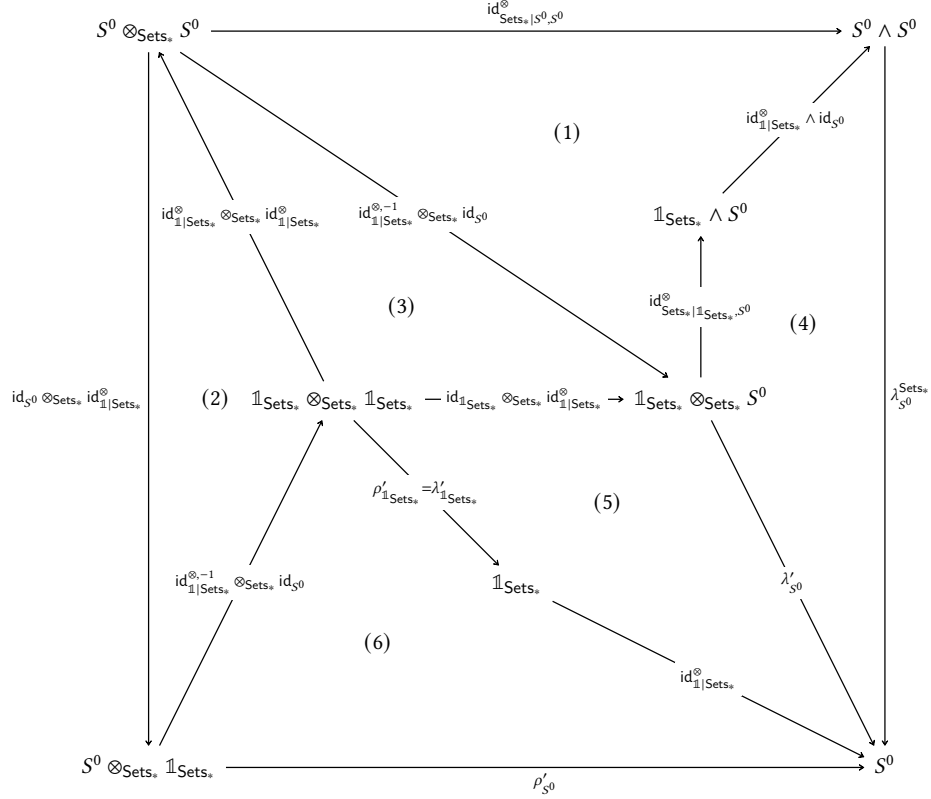 id^⊗_{Sets_*|S^0,S^0}
S^0 ⊗_{Sets_*} S^0
S^0 ∧ S^0
id^⊗_{𝟙|Sets_*} ∧ id_{S^0}
(1)
id^⊗_{𝟙|Sets_*} ⊗_{Sets_*} id^⊗_{𝟙|Sets_*}
id^{⊗,-1}_{𝟙|Sets_*} ⊗_{Sets_*} id_{S^0}
𝟙_{Sets_*} ∧ S^0
id^⊗_{Sets_*|𝟙_{Sets_*},S^0}
(3)
(4)
id_{S^0} ⊗_{Sets_*} id^⊗_{𝟙|Sets_*}
(2)
𝟙_{Sets_*} ⊗_{Sets_*} 𝟙_{Sets_*}
id_{𝟙_{Sets_*}} ⊗_{Sets_*} id^⊗_{𝟙|Sets_*}
𝟙_{Sets_*} ⊗_{Sets_*} S^0
λ^{Sets_*}_{S^0}
ρ′_{𝟙_{Sets_*}}=λ′_{𝟙_{Sets_*}}
(5)
id^{⊗,-1}_{𝟙|Sets_*} ⊗_{Sets_*} id_{S^0}
𝟙_{Sets_*}
λ′_{S^0}
(6)
id^⊗_{𝟙|Sets_*}
S^0 ⊗_{Sets_*} 𝟙_{Sets_*}
S^0
ρ′_{S^0}